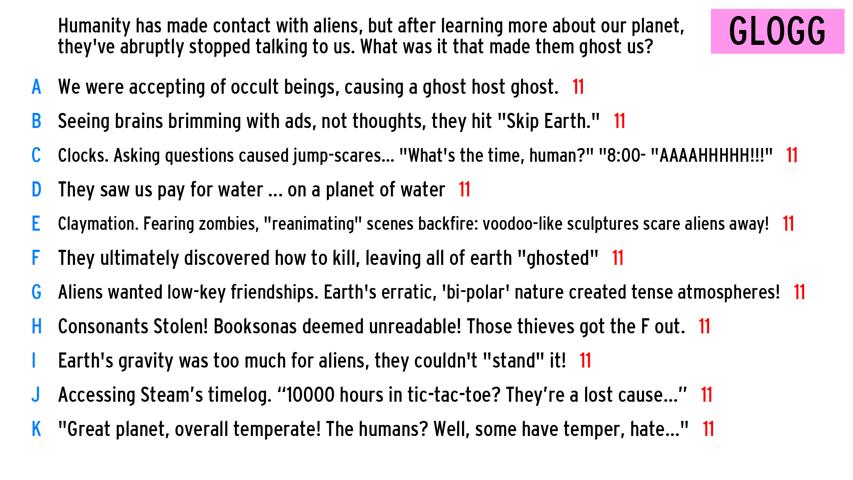 Humanity has made contact with aliens, but after learning more about our planet,
they've abruptly stopped talking to us. What was it that made them ghost us?
GLOGG
A We were accepting of occult beings, causing a ghost host ghost. 11
B Seeing brains brimming with ads, not thoughts, they hit "Skip Earth." 11
C Clocks. Asking questions caused jump-scares... "What's the time, human?" "8:00- "AAAAHHHHH!!!" 11
D They saw us pay for water ... on a planet of water 11
E Claymation. Fearing zombies, "reanimating" scenes backfire: voodoo-like sculptures scare aliens away! 11
F They ultimately discovered how to kill, leaving all of earth "ghosted" 11
G Aliens wanted low-key friendships. Earth's erratic, 'bi-polar' nature created tense atmospheres! 11
H Consonants Stolen! Booksonas deemed unreadable! Those thieves got the F out. 11
I Earth's gravity was too much for aliens, they couldn't "stand" it! 11
J Accessing Steam’s timelog. “10000 hours in tic-tac-toe? They’re a lost cause...” 11
K "Great planet, overall temperate! The humans? Well, some have temper, hate..." 11